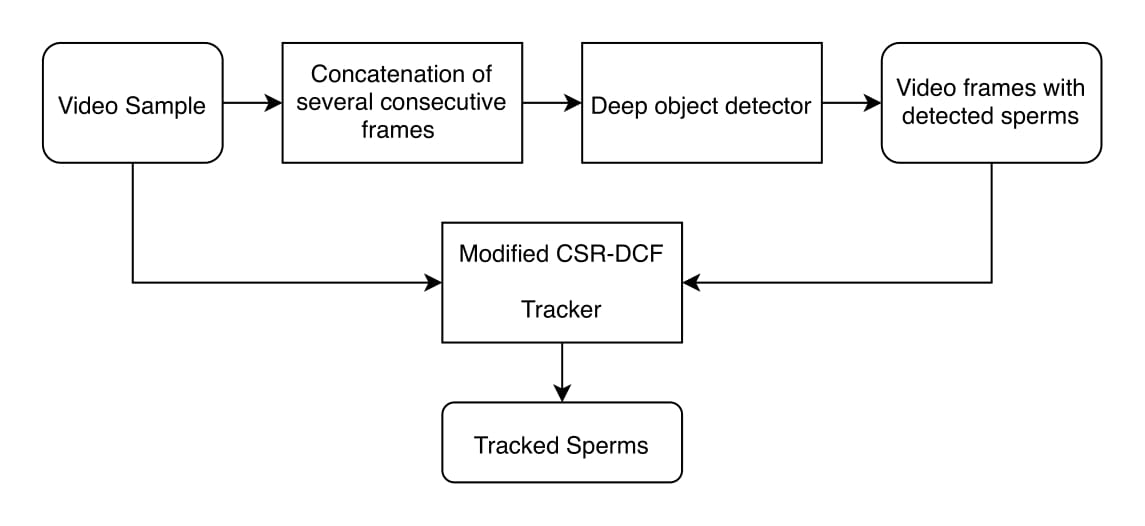 Video Sample
Concatenation of
several consecutive
frames
Deep object detector
Video frames with
detected sperms
Modified CSR-DCF
Tracker
Tracked Sperms